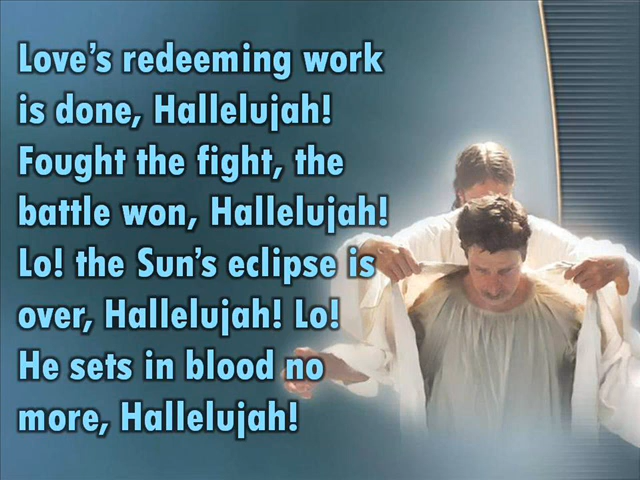 Love's redeeming work
is done, Hallelujah!
Fought the fight, the
battle won, Hallelujah!
Lo! the Sun's eclipse is
over, Hallelujah! Lo!
He sets in blood no
more, Hallelujah!